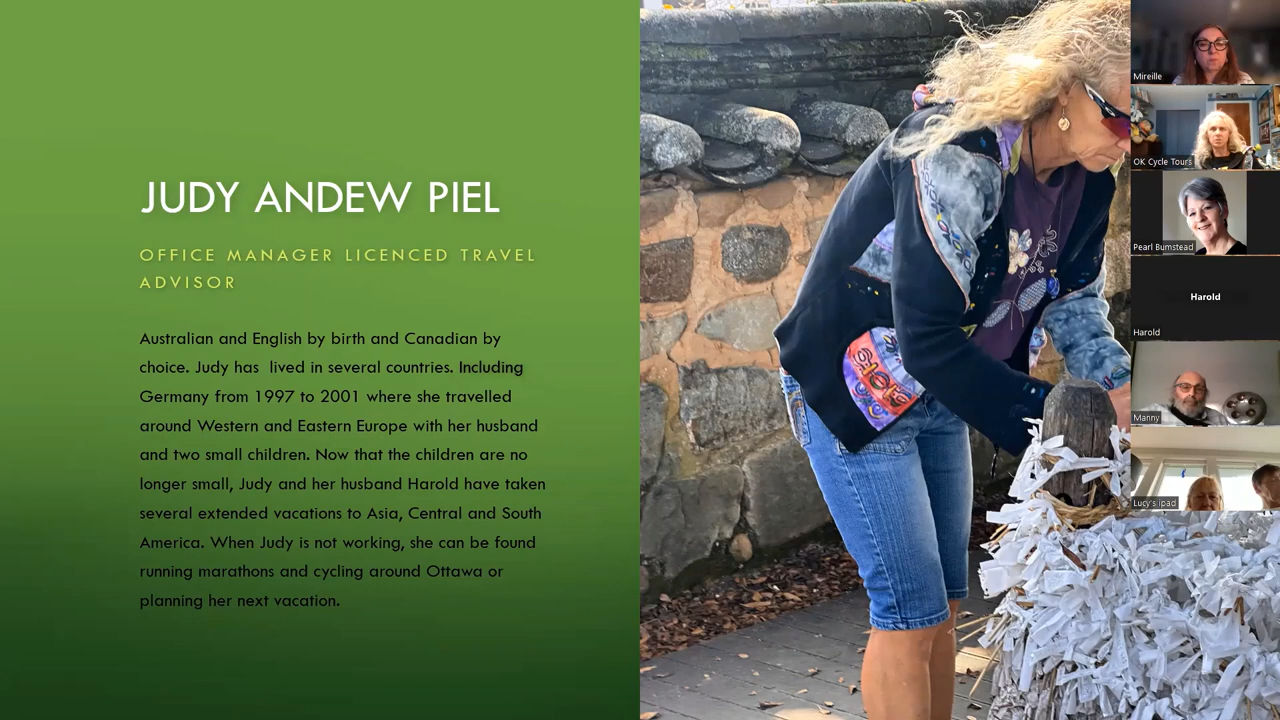 JUDY ANDEW PIEL
OFFICE MANAGER LICENCED TRAVEL
ADVISOR
Australian and English by birth and Canadian by
choice. Judy has  lived in several countries. Including
Germany from 1997 to 2001 where she travelled
around Western and Eastern Europe with her husband
and two small children. Now that the children are no
longer small, Judy and her husband Harold have taken
several extended vacations to Asia, Central and South
America. When Judy is not working, she can be found
running marathons and cycling around Ottawa or
planning her next vacation.
Mireille
OK Cycle Tours
Pearl Bumstead
Harold
Harold
Manny
Lucy's ipad